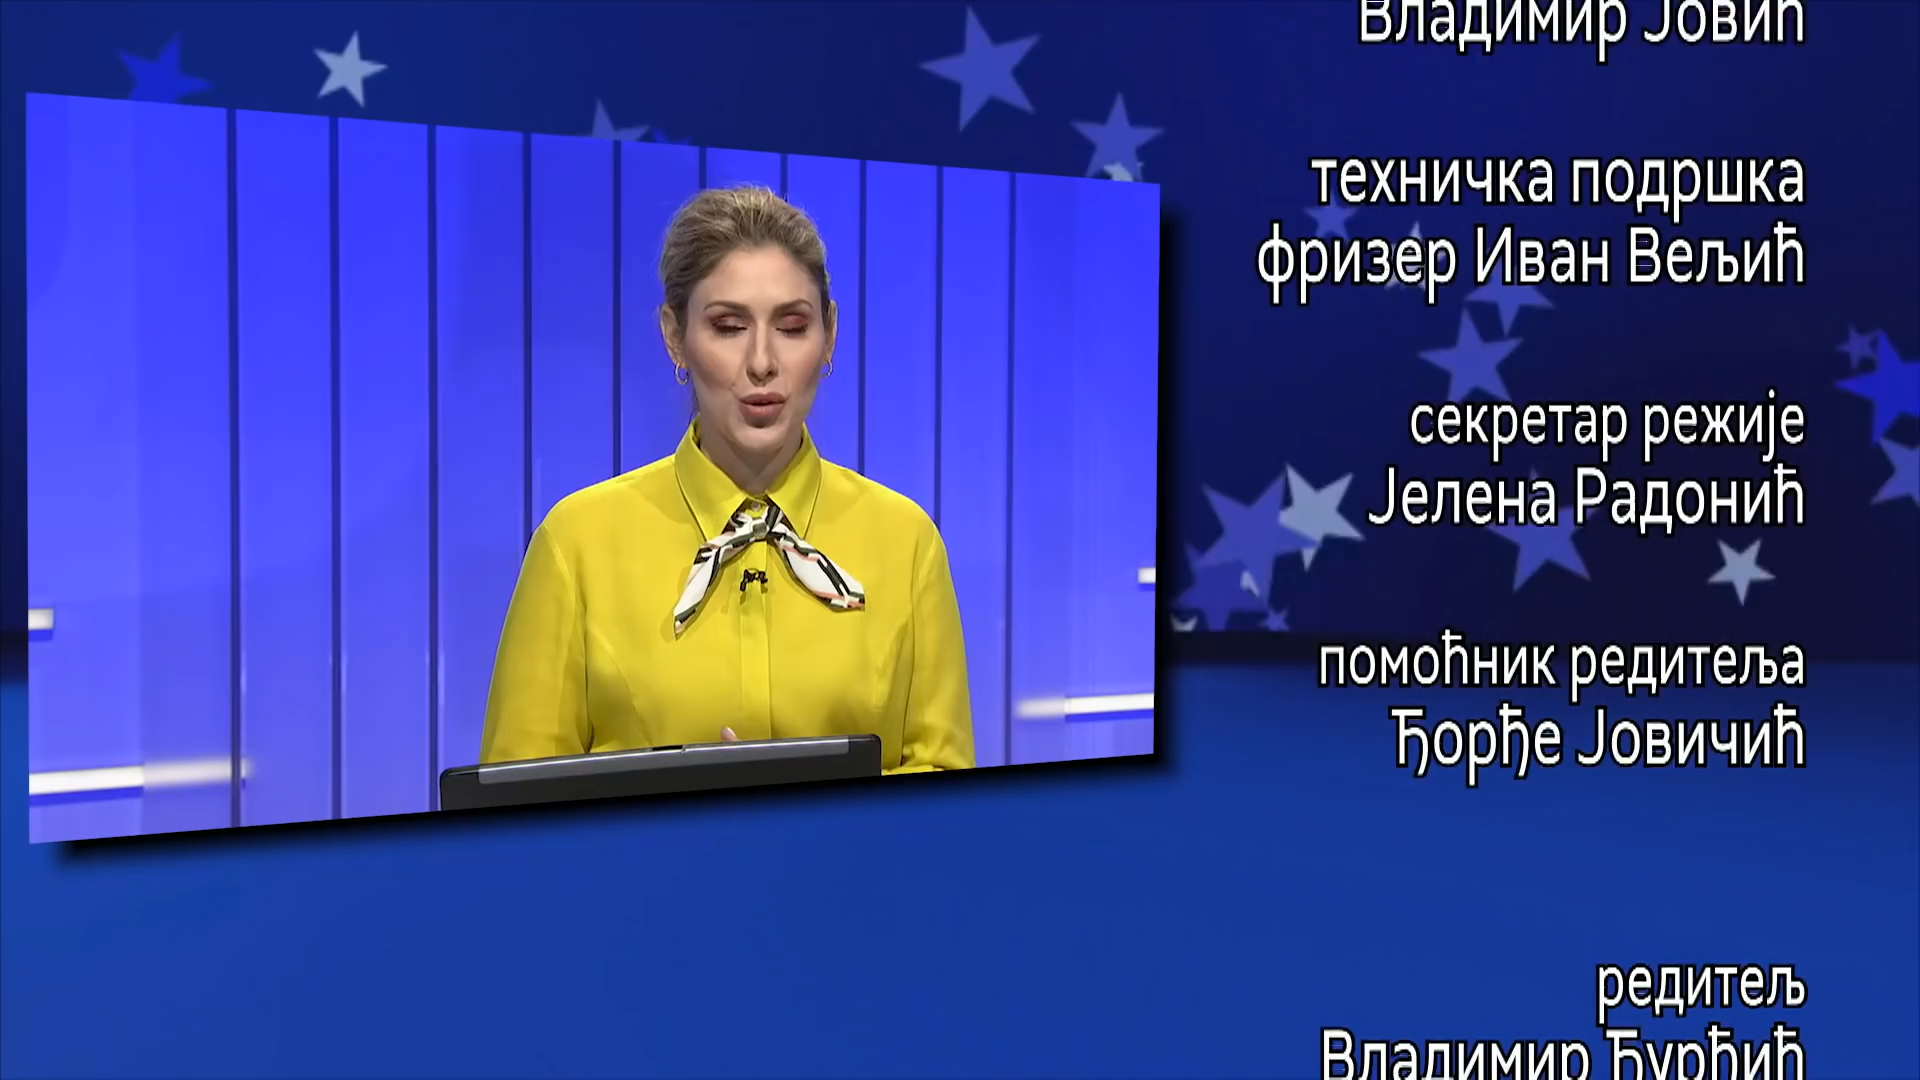 Владимир Јовић
техничка подршка
фризер Иван Вељић
секретар режије
Јелена Радонић
помоћник редитеља
Ђорђе Јовичић
редитељ
Владимир Ђурђић